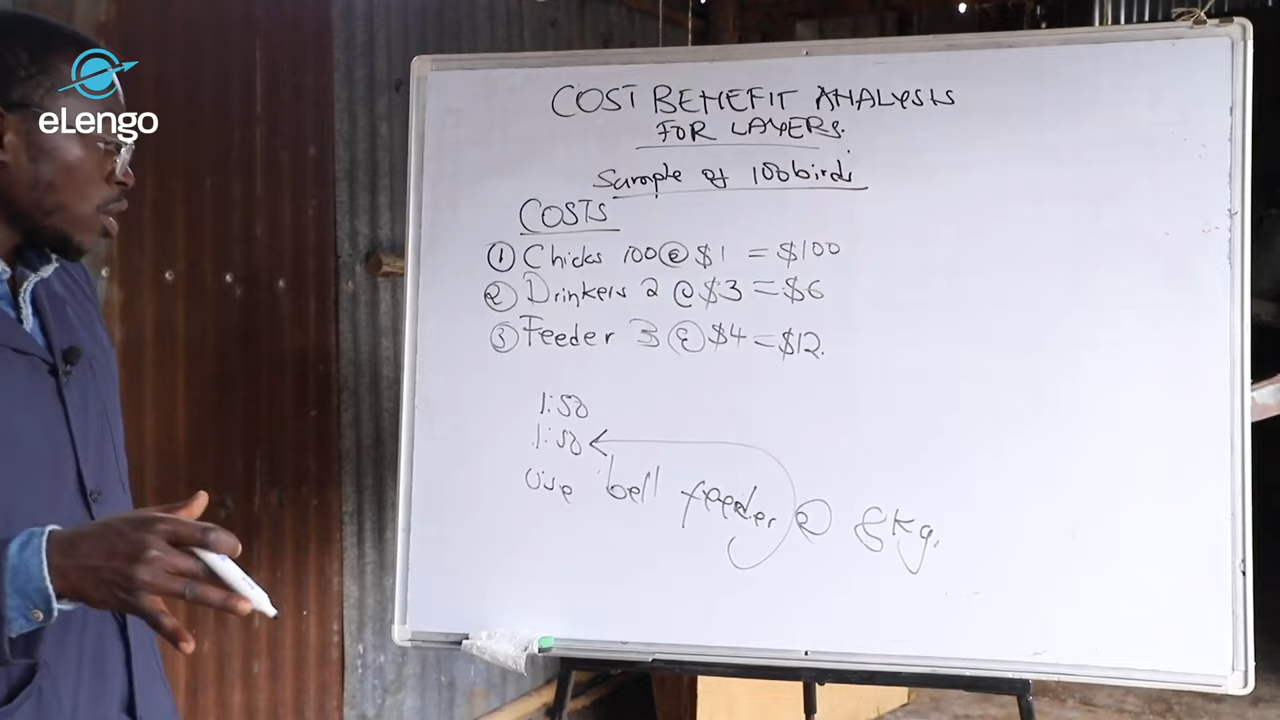 eLengo
COST BENEFIT ANALYSIS
FOR LAYERS.
Sample of 100 birds
COSTS
① Chicks 100 @ $1 = $100
② Drinkers 2 @ $3 = $6
③ Feeder 3 @ $4 = $12.
1:50
1:50
use bell feeder @ 8kg.